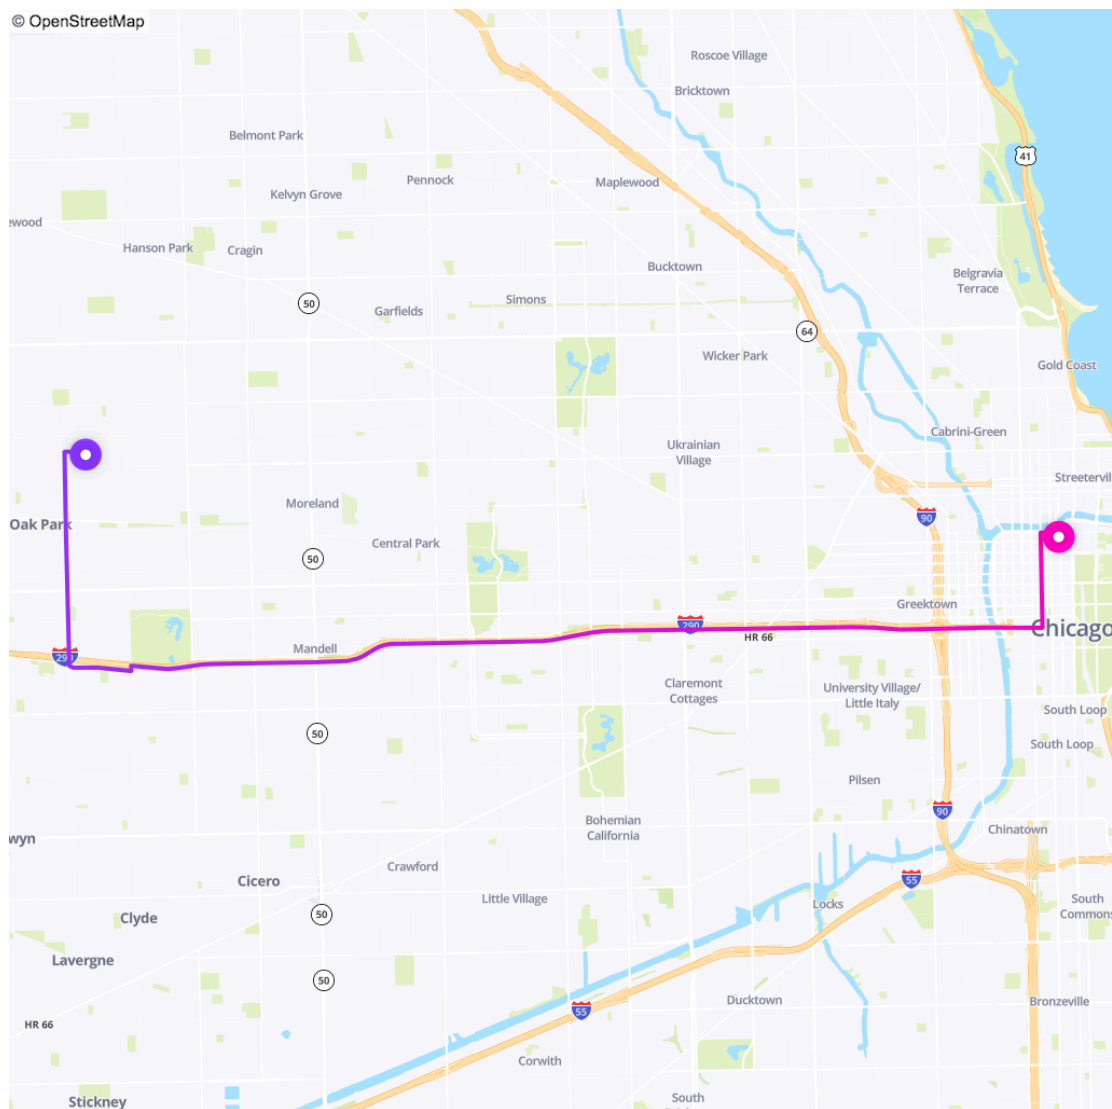 © OpenStreetMap
Roscoe Village
Bricktown
Belmont Park
41
Pennock
Maplewood
Kelvyn Grove
ewood
Hanson Park
Cragin
Bucktown
Belgravia
Terrace
50
Simons
Garfields
64
Wicker Park
Gold Coast
Cabrini-Green
Ukrainian
Village
Streetervil
Moreland
90
Oak Park
Central Park
50
Greektown
290
HR 66
Chicago
Mandell
Claremont
Cottages
University Village/
Little Italy
South Loop
50
South Loop
Pilsen
90
Bohemian
California
Chinatown
wyn
Crawford
Cicero
55
Little Village
South
Commons
Locks
50
Clyde
Lavergne
50
Ducktown
Bronzeville
55
HR 66
Corwith
Stickney
South